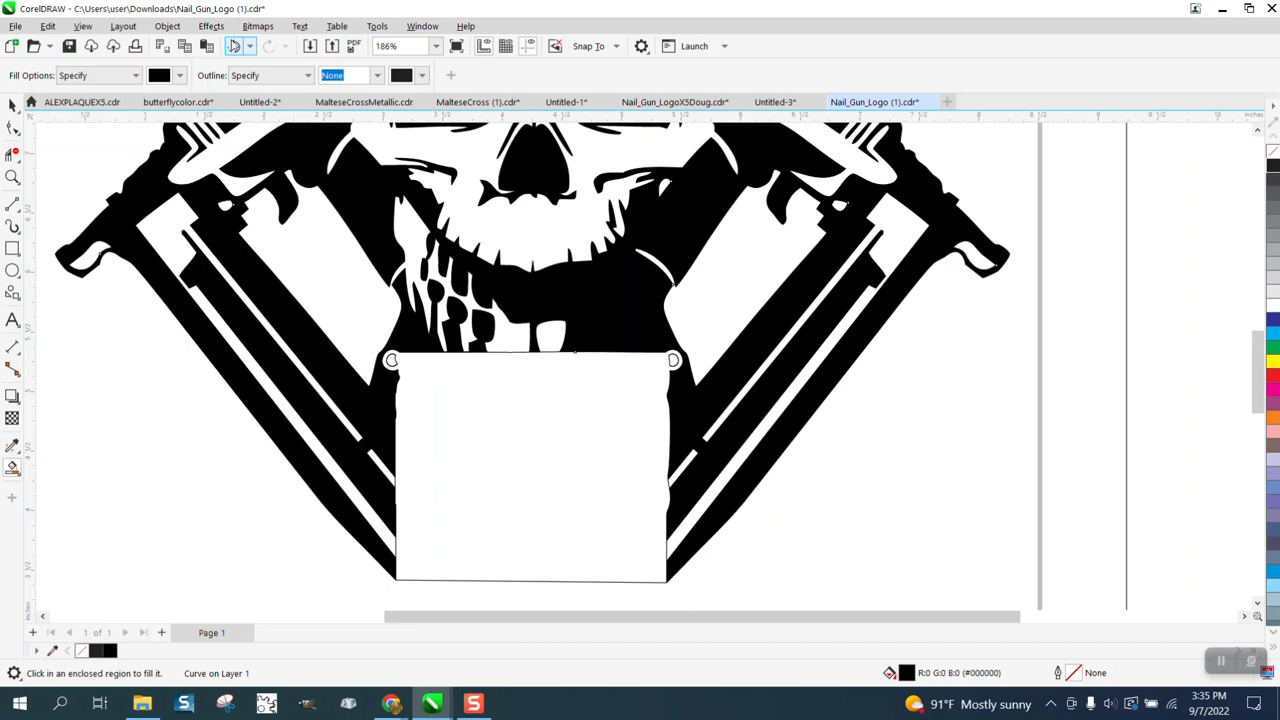 CorelDRAW - C:\Users\user\Downloads\Nail_Gun_Logo (1).cdr*
File Edit View Layout Object Effects Bitmaps Text Table Tools Window Help
PDF 186% Snap To Launch
Fill Options: Specify Outline: Specify None
ALEXPLAQUEX5.cdr butterflycolor.cdr* Untitled-2* MalteseCrossMetallic.cdr MalteseCross (1).cdr* Untitled-1* Nail_Gun_LogoX5Doug.cdr* Untitled-3* Nail_Gun_Logo (1).cdr*
inches
1 of 1 Page 1
Click in an enclosed region to fill it. Curve on Layer 1 R:0 G:0 B:0 (#000000) None
91°F Mostly sunny 3:35 PM
9/7/2022